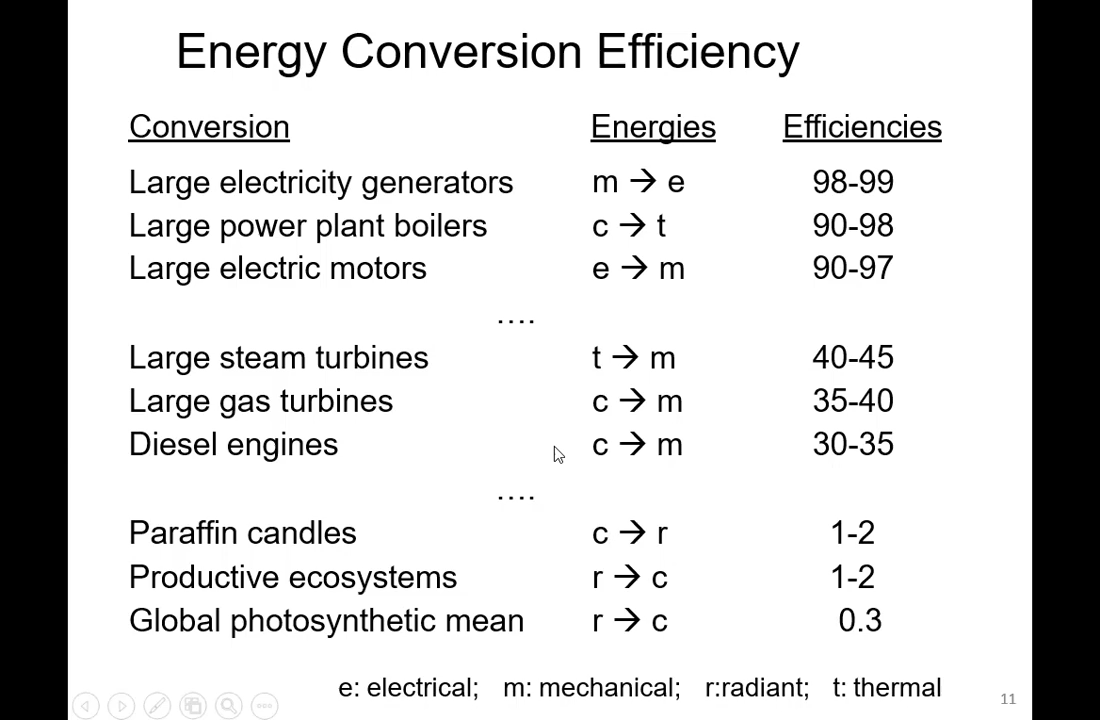 Energy Conversion Efficiency
Conversion Energies Efficiencies
Large electricity generators m → e 98-99
Large power plant boilers c → t 90-98
Large electric motors e → m 90-97
....
Large steam turbines t → m 40-45
Large gas turbines c → m 35-40
Diesel engines c → m 30-35
....
Paraffin candles c → r 1-2
Productive ecosystems r → c 1-2
Global photosynthetic mean r → c 0.3
e: electrical; m: mechanical; r:radiant; t: thermal
11